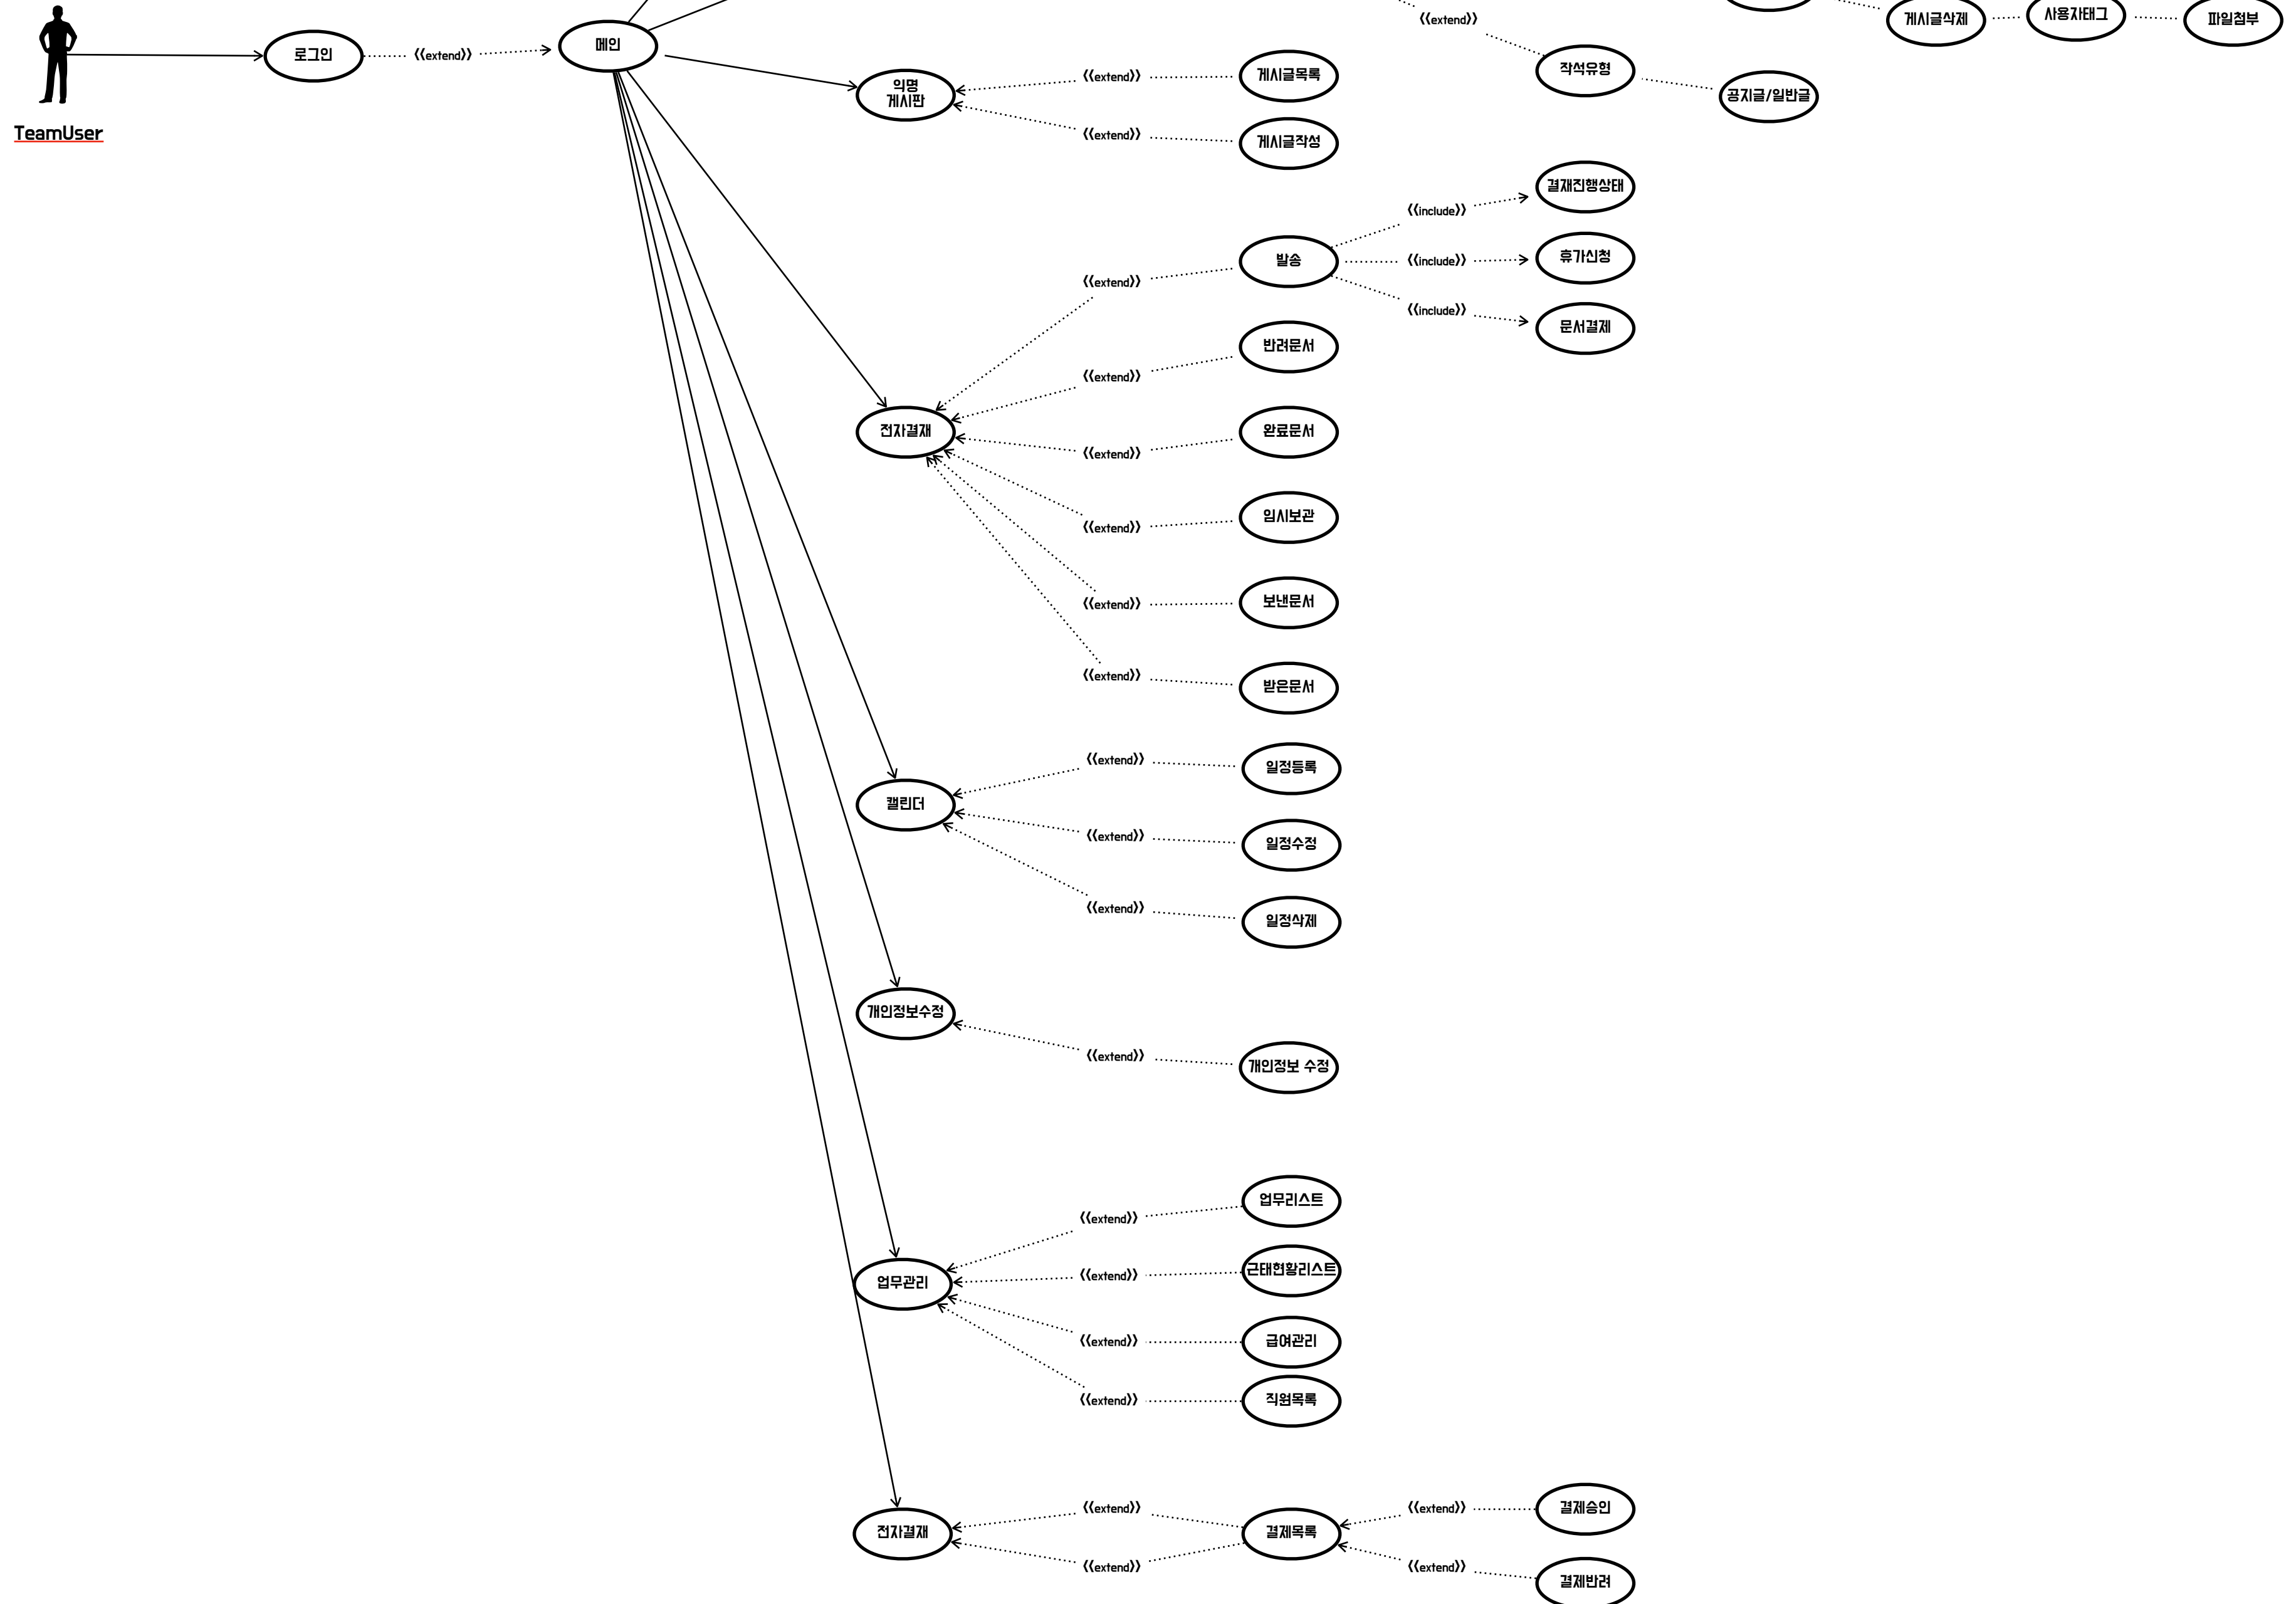 TeamUser
로그인
《extend》
메인
《extend》
게시글삭제
사용자태그
파일첨부
작석유형
공지글/일반글
익명
게시판
《extend》
게시글목록
《extend》
게시글작성
전자결재
《extend》
발송
《include》
결재진행상태
《include》
휴가신청
《include》
문서결제
《extend》
반려문서
《extend》
완료문서
《extend》
임시보관
《extend》
보낸문서
《extend》
받은문서
캘린더
《extend》
일정등록
《extend》
일정수정
《extend》
일정삭제
개인정보수정
《extend》
개인정보 수정
업무관리
《extend》
업무리스트
《extend》
근태현황리스트
《extend》
급여관리
《extend》
직원목록
전자결재
《extend》
《extend》
결제목록
《extend》
결제승인
《extend》
결제반려